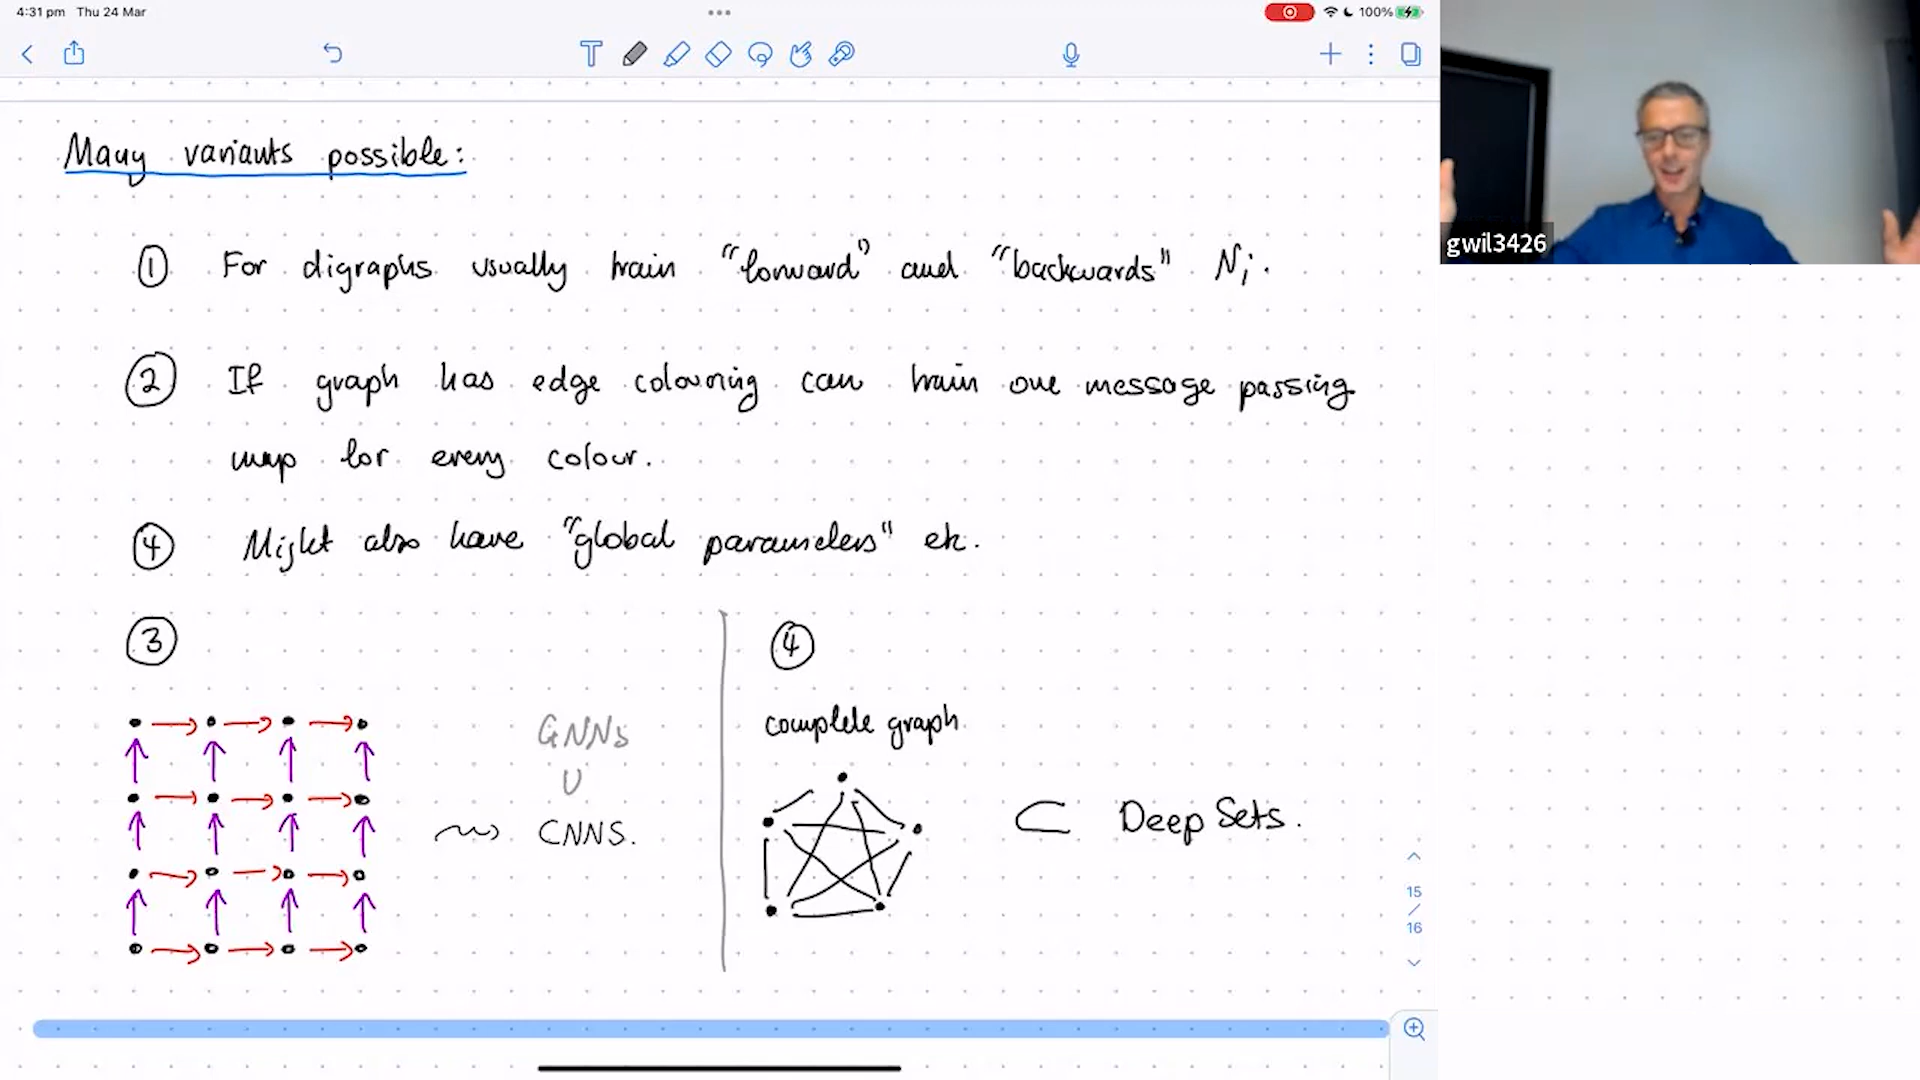 4:31 pm Thu 24 Mar
100%
gwil3426
Many variants possible:
① For digraphs usually train "forward" and "backwards" Ni.
② If graph has edge colouring can train one message passing
map for every colour.
④ Might also have "global parameters" etc.
③
GNNs
∪
⇝ CNNs.
④
complete graph
⊂ Deep Sets.
15
/
16